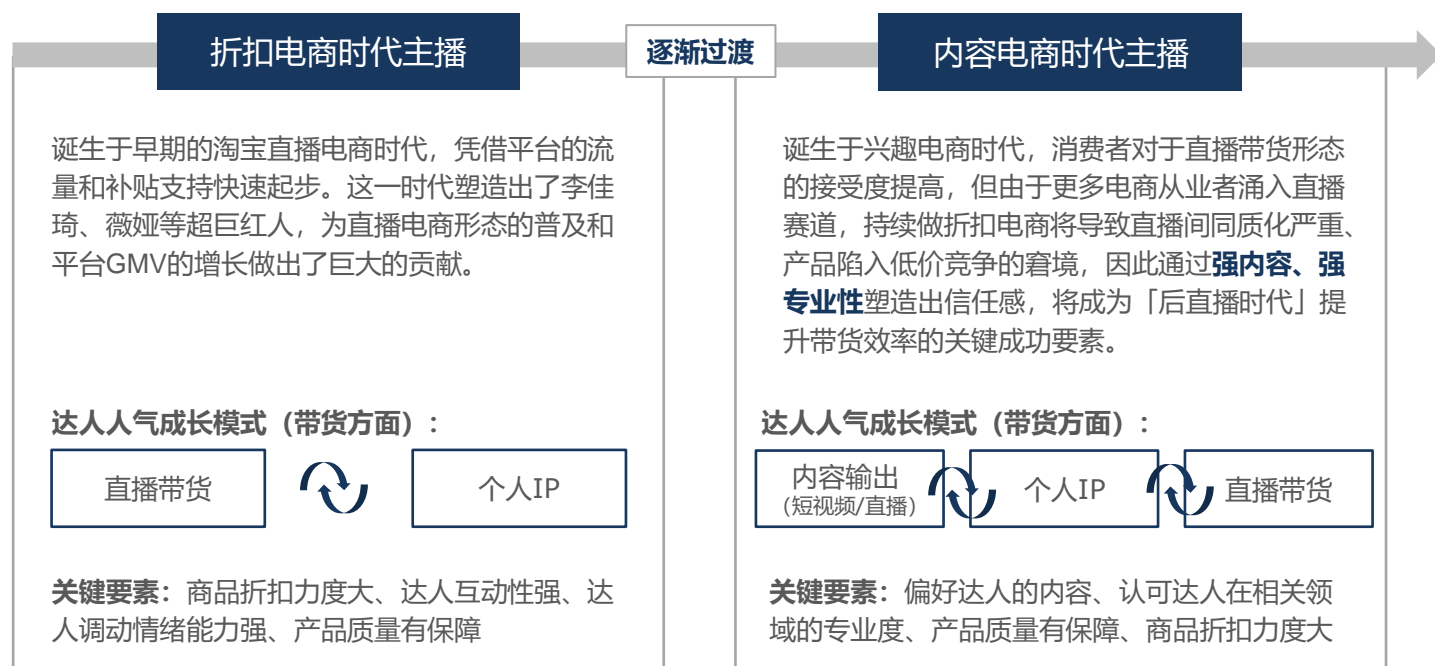 折扣电商时代主播
逐渐过渡
内容电商时代主播
诞生于早期的淘宝直播电商时代，凭借平台的流
量和补贴支持快速起步。这一时代塑造出了李佳
琦、薇娅等超巨红人，为直播电商形态的普及和
平台GMV的增长做出了巨大的贡献。
达人人气成长模式（带货方面）:
直播带货
个人IP
关键要素：商品折扣力度大、达人互动性强、达
人调动情绪能力强、产品质量有保障
诞生于兴趣电商时代，消费者对于直播带货形态
的接受度提高，但由于更多电商从业者涌入直播
赛道，持续做折扣电商将导致直播间同质化严重、
产品陷入低价竞争的窘境，因此通过强内容、强
专业性塑造出信任感，将成为「后直播时代」提
升带货效率的关键成功要素。
达人人气成长模式（带货方面）:
内容输出
（短视频/直播）
个人IP
直播带货
关键要素：偏好达人的内容、认可达人在相关领
域的专业度、产品质量有保障、商品折扣力度大